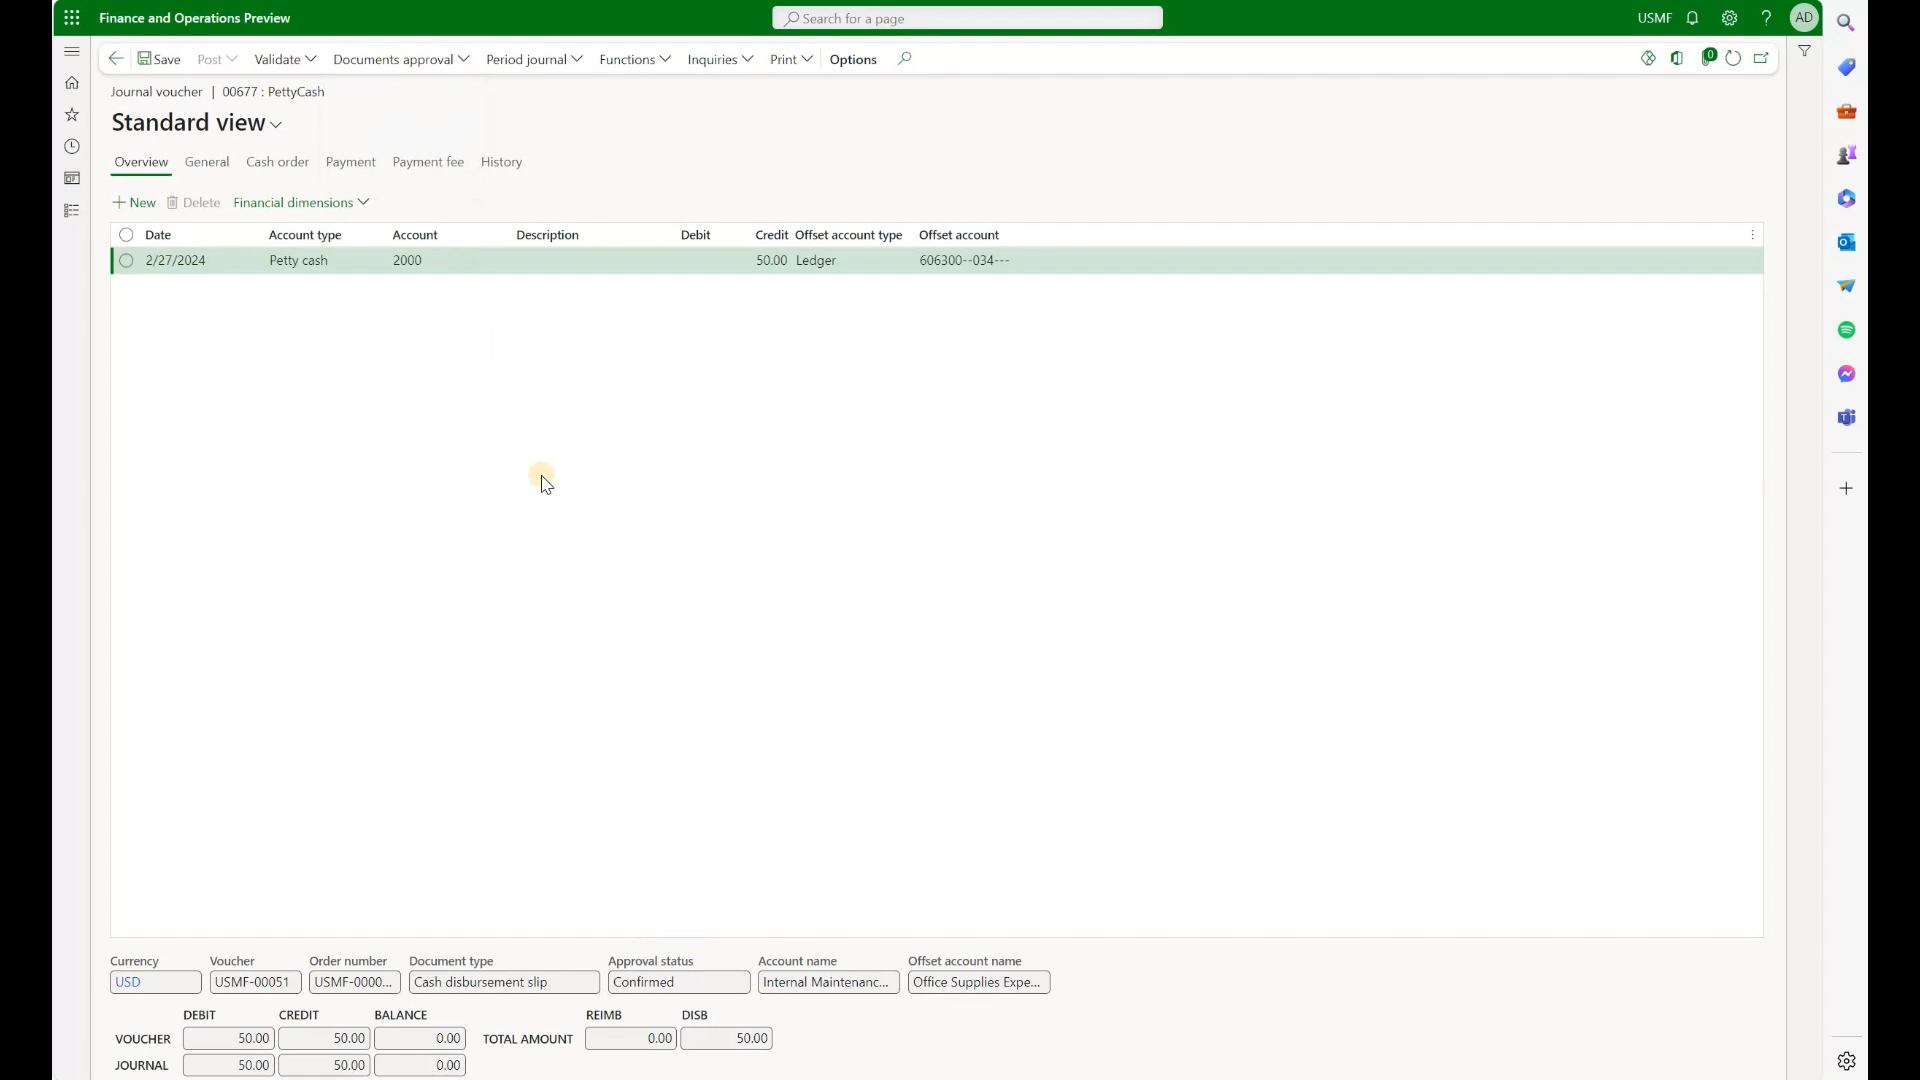 Finance and Operations Preview
Search for a page
USMF
AD
Save
Post
Validate
Documents approval
Period journal
Functions
Inquiries
Print
Options
0
Journal voucher | 00677 : PettyCash
Standard view
Overview General Cash order Payment Payment fee History
New Delete Financial dimensions
Date Account type Account Description Debit Credit Offset account type Offset account
2/27/2024 Petty cash 2000 50.00 Ledger 606300--034---
Currency Voucher Order number Document type Approval status Account name Offset account name
USD USMF-00051 USMF-0000... Cash disbursement slip Confirmed Internal Maintenanc... Office Supplies Expe...
DEBIT CREDIT BALANCE REIMB DISB
VOUCHER 50.00 50.00 0.00 TOTAL AMOUNT 0.00 50.00
JOURNAL 50.00 50.00 0.00